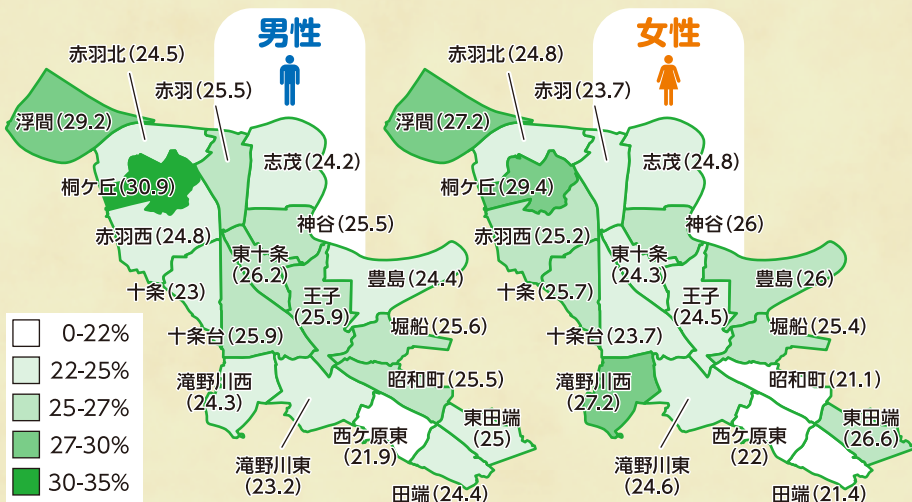 男性
赤羽北(24.5)
赤羽(25.5)
浮間(29.2)
志茂(24.2)
桐ケ丘(30.9)
神谷(25.5)
赤羽西(24.8)
東十条
(26.2)
豊島(24.4)
十条(23)
王子
(25.9)
堀船(25.6)
十条台(25.9)
昭和町(25.5)
滝野川西
(24.3)
東田端
(25)
西ケ原東
(21.9)
滝野川東
(23.2)
田端(24.4)
女性
赤羽北(24.8)
赤羽(23.7)
浮間(27.2)
志茂(24.8)
桐ケ丘(29.4)
神谷(26)
赤羽西(25.2)
東十条
(24.3)
豊島(26)
十条(25.7)
王子
(24.5)
堀船(25.4)
十条台(23.7)
昭和町(21.1)
滝野川西
(27.2)
東田端
(26.6)
西ケ原東
(22)
滝野川東
(24.6)
田端(21.4)
0-22%
22-25%
25-27%
27-30%
30-35%